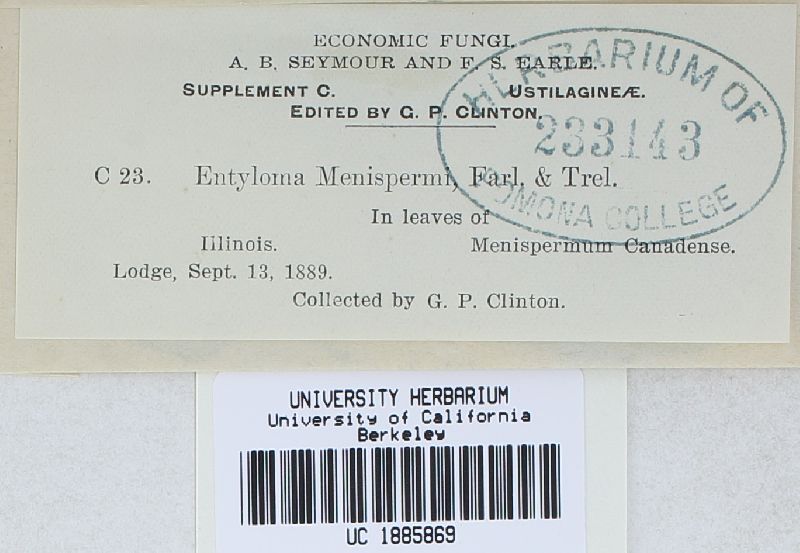 ECONOMIC FUNGI.
A. B. SEYMOUR AND F. S. EARLE.
SUPPLEMENT C. USTILAGINEÆ.
EDITED BY G. P. CLINTON.
HERBARIUM OF
233143
POMONA COLLEGE
C 23. Entyloma Menispermi, Farl. & Trel.
In leaves of
Illinois. Menispermum Canadense.
Lodge, Sept. 13, 1889.
Collected by G. P. Clinton.
UNIVERSITY HERBARIUM
University of California
Berkeley
UC 1885869